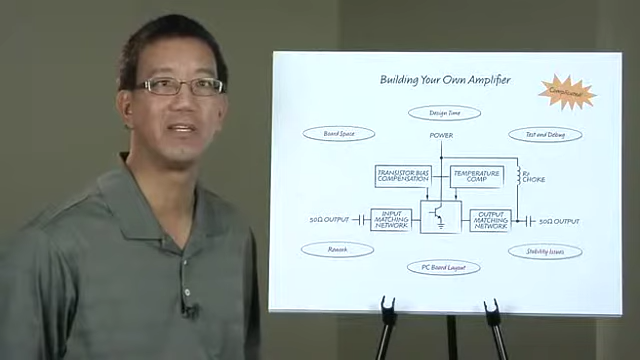 Building Your Own Amplifier
Complicated
Design Time
Board Space
POWER
Test and Debug
TRANSISTOR BIAS
COMPENSATION
TEMPERATURE
COMP
RF
CHOKE
50Ω OUTPUT
INPUT
MATCHING
NETWORK
OUTPUT
MATCHING
NETWORK
50Ω OUTPUT
Rework
PC Board Layout
Stability Issues